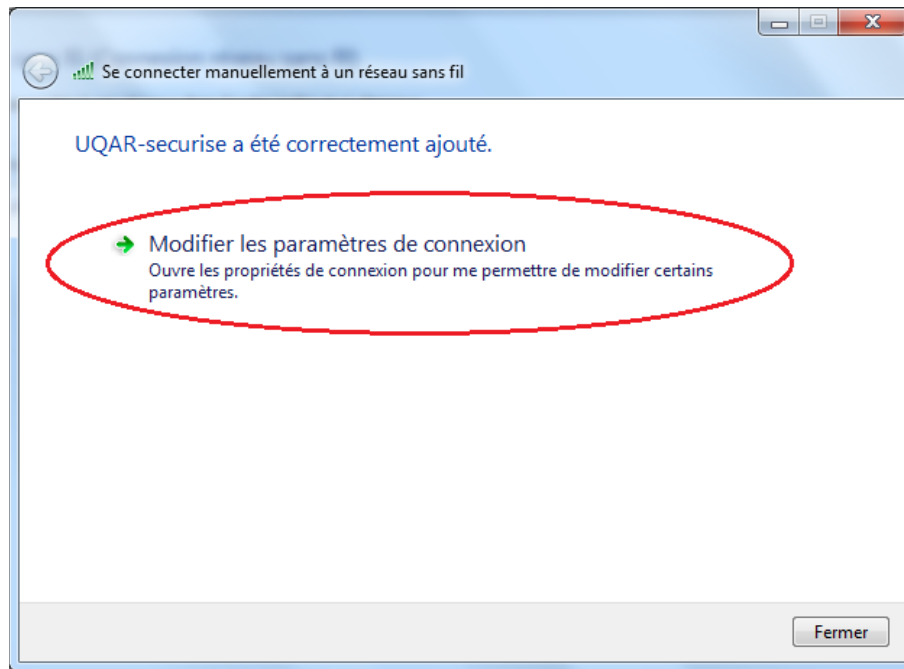 Se connecter manuellement à un réseau sans fil
UQAR-securise a été correctement ajouté.
Modifier les paramètres de connexion
Ouvre les propriétés de connexion pour me permettre de modifier certains
paramètres.
Fermer